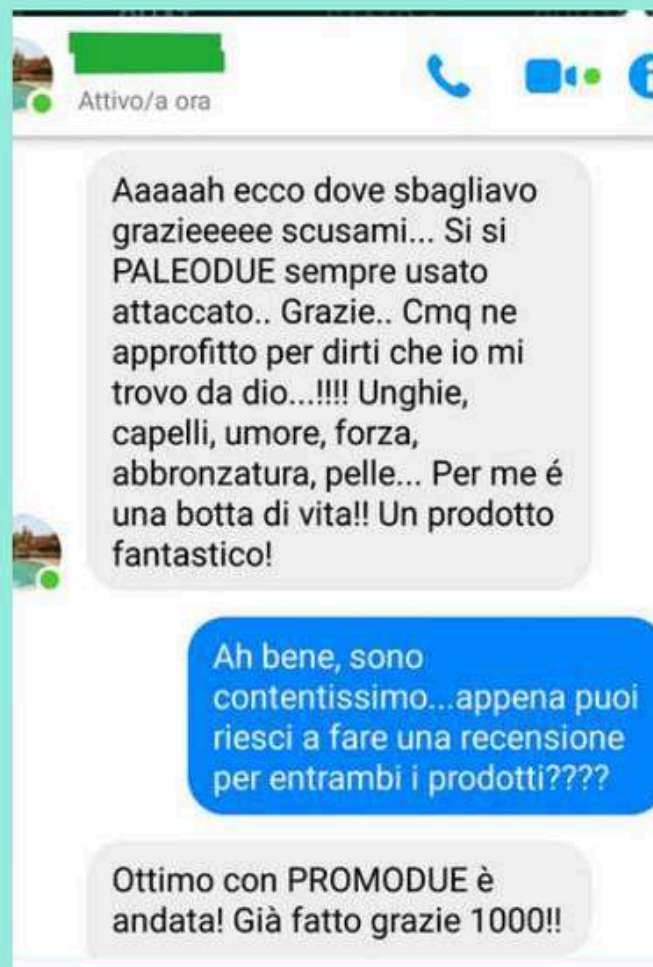 Attivo/a ora
Aaaaah ecco dove sbagliavo
grazieeeee scusami... Si si
PALEODUE sempre usato
attaccato.. Grazie.. Cmq ne
approfitto per dirti che io mi
trovo da dio...!!!! Unghie,
capelli, umore, forza,
abbronzatura, pelle... Per me é
una botta di vita!! Un prodotto
fantastico!
Ah bene, sono
contentissimo...appena puoi
riesci a fare una recensione
per entrambi i prodotti????
Ottimo con PROMODUE è
andata! Già fatto grazie 1000!!